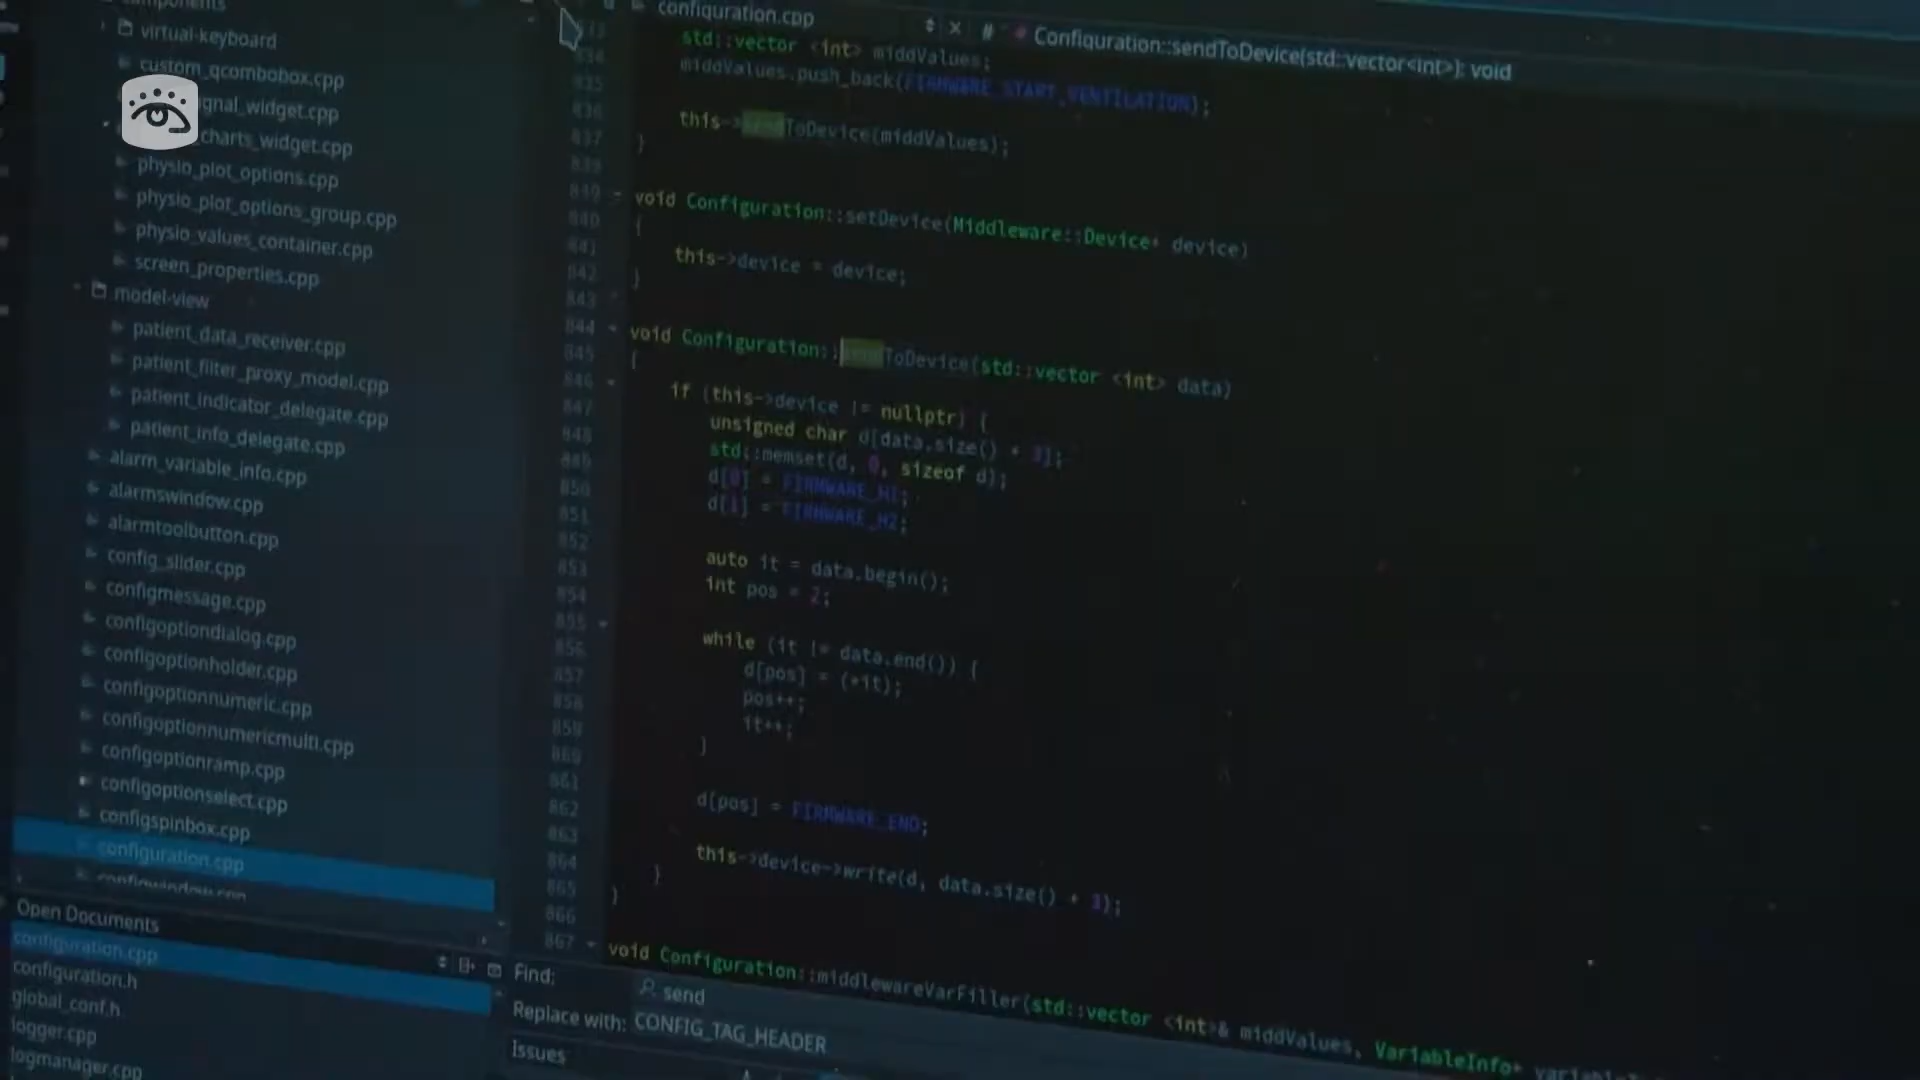 components
virtual-keyboard
custom_qcombobox.cpp
gnal_widget.cpp
charts_widget.cpp
physio_plot_options.cpp
physio_plot_options_group.cpp
physio_values_container.cpp
screen_properties.cpp
model-view
patient_data_receiver.cpp
patient_filter_proxy_model.cpp
patient_indicator_delegate.cpp
patient_info_delegate.cpp
alarm_variable_info.cpp
alarmswindow.cpp
alarmtoolbutton.cpp
config_slider.cpp
configmessage.cpp
configoptiondialog.cpp
configoptionholder.cpp
configoptionnumeric.cpp
configoptionnumericmulti.cpp
configoptionramp.cpp
configoptionselect.cpp
configspinbox.cpp
configuration.cpp
configwindow.cpp
Open Documents
configuration.cpp
configuration.h
global_conf.h
logger.cpp
logmanager.cpp
configuration.cpp
# Configuration::sendToDevice(std::vector<int>): void
std::vector <int> middValues;
middValues.push_back(FIRMWARE_START_VENTILATION);
this->sendToDevice(middValues);
}
void Configuration::setDevice(Middleware::Device* device)
{
this->device = device;
}
void Configuration::sendToDevice(std::vector <int> data)
{
if (this->device != nullptr) {
unsigned char d[data.size() + 3];
std::memset(d, 0, sizeof d);
d[0] = FIRMWARE_H1;
d[1] = FIRMWARE_H2;
auto it = data.begin();
int pos = 2;
while (it != data.end()) {
d[pos] = (*it);
pos++;
it++;
}
d[pos] = FIRMWARE_END;
this->device->write(d, data.size() + 3);
}
}
void Configuration::middlewareVarFiller(std::vector <int>& middValues, VariableInfo*
Find: send
Replace with: CONFIG_TAG_HEADER
Issues